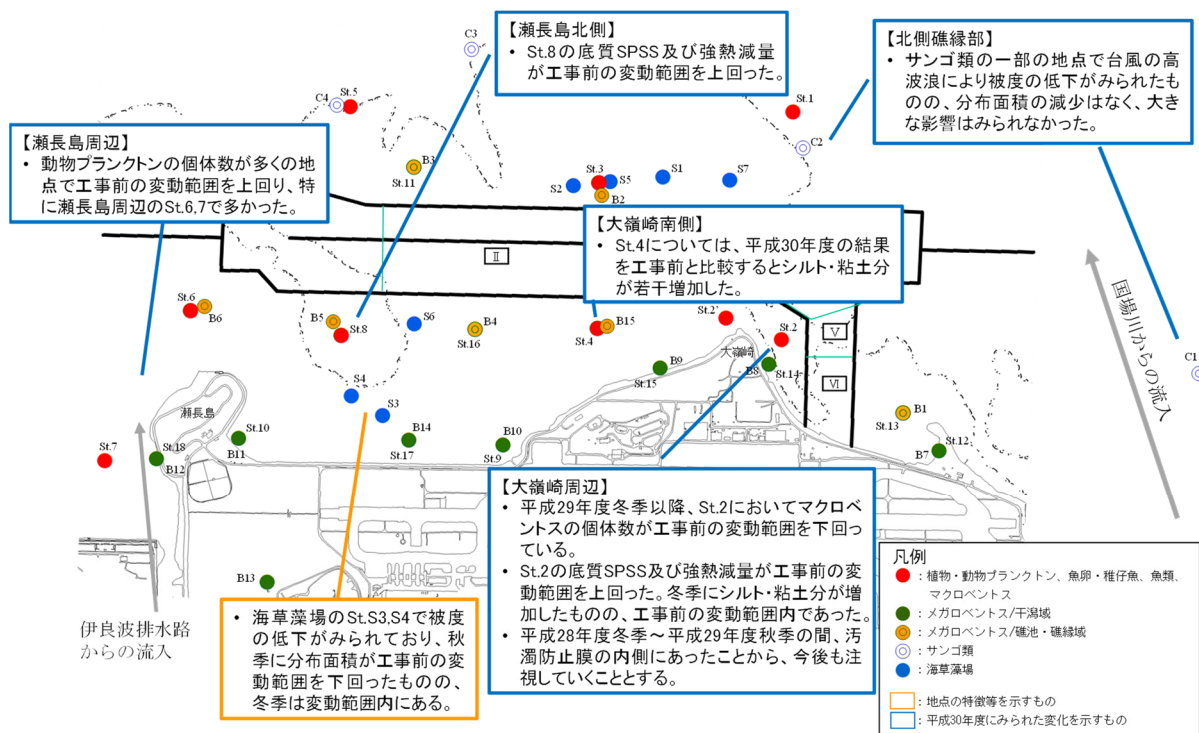 【瀬長島北側】
• St.8の底質SPSS及び強熱減量
が工事前の変動範囲を上回った。
【北側礁縁部】
• サンゴ類の一部の地点で台風の高
波浪により被度の低下がみられたも
のの、分布面積の減少はなく、大き
な影響はみられなかった。
【瀬長島周辺】
• 動物プランクトンの個体数が多くの地
点で工事前の変動範囲を上回り、特
に瀬長島周辺のSt.6,7で多かった。
【大嶺崎南側】
• St.4については、平成30年度の結果
を工事前と比較するとシルト・粘土分
が若干増加した。
C3
C4
St.5
St.1
C2
B3
St.11
S2
St.3
S5
B2
S1
S7
II
St.6
B6
B5
St.8
S6
B4
St.16
St.4
B15
St.2'
St.2
V
VI
大嶺崎
B9
St.15
B8
St.14
国場川からの流入
C1
S4
S3
瀬長島
St.7
St.18
B12
St.10
B11
B14
St.17
B10
St.9
B1
St.13
St.12
B7
B13
伊良波排水路
からの流入
• 海草藻場のSt.S3,S4で被度
の低下がみられており、秋
季に分布面積が工事前の変
動範囲を下回ったものの、
冬季は変動範囲内にある。
【大嶺崎周辺】
• 平成29年度冬季以降、St.2においてマクロベ
ントスの個体数が工事前の変動範囲を下回っ
ている。
• St.2の底質SPSS及び強熱減量が工事前の変
動範囲を上回った。冬季にシルト・粘土分が増
加したものの、工事前の変動範囲内であった。
• 平成28年度冬季～平成29年度秋季の間、汚
濁防止膜の内側にあったことから、今後も注
視していくこととする。
凡例
：植物・動物プランクトン、魚卵・稚仔魚、魚類、
マクロベントス
：メガロベントス/干潟域
：メガロベントス/礁池・礁縁域
：サンゴ類
：海草藻場
：地点の特徴等を示すもの
：平成30年度にみられた変化を示すもの